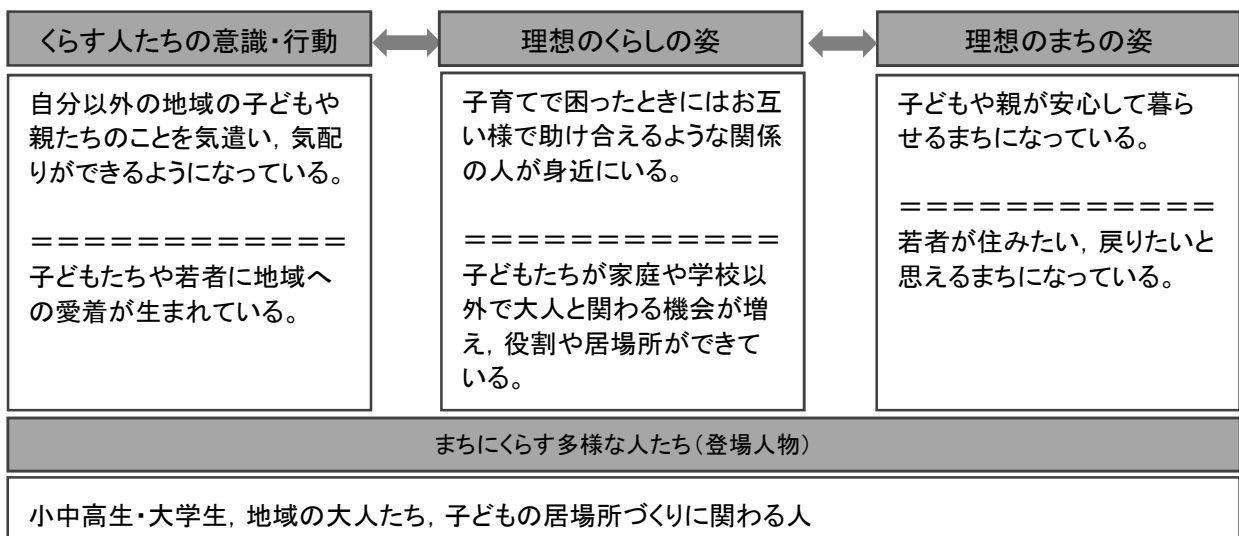 くらす人たちの意識・行動
理想のくらしの姿
理想のまちの姿
自分以外の地域の子どもや
親たちのことを気遣い，気配
りができるようになっている。
＝＝＝＝＝＝＝＝＝＝＝＝
子どもたちや若者に地域へ
の愛着が生まれている。
子育てで困ったときにはお互
い様で助け合えるような関係
の人が身近にいる。
＝＝＝＝＝＝＝＝＝＝＝＝
子どもたちが家庭や学校以
外で大人と関わる機会が増
え，役割や居場所ができて
いる。
子どもや親が安心して暮ら
せるまちになっている。
＝＝＝＝＝＝＝＝＝＝＝＝
若者が住みたい，戻りたいと
思えるまちになっている。
まちにくらす多様な人たち（登場人物）
小中高生・大学生，地域の大人たち，子どもの居場所づくりに関わる人